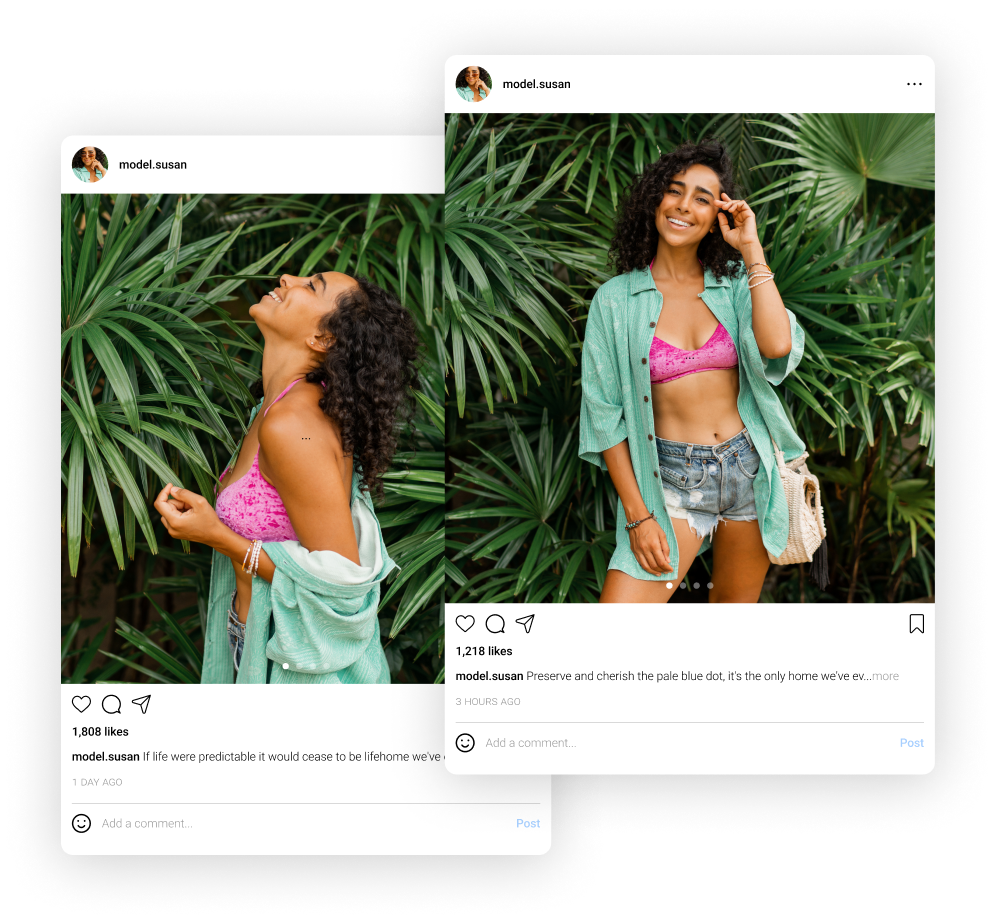 model.susan
1,808 likes
model.susan If life were predictable it would cease to be lifehome we've
1 DAY AGO
Add a comment...
Post
model.susan
1,218 likes
model.susan Preserve and cherish the pale blue dot, it's the only home we've ev...more
3 HOURS AGO
Add a comment...
Post